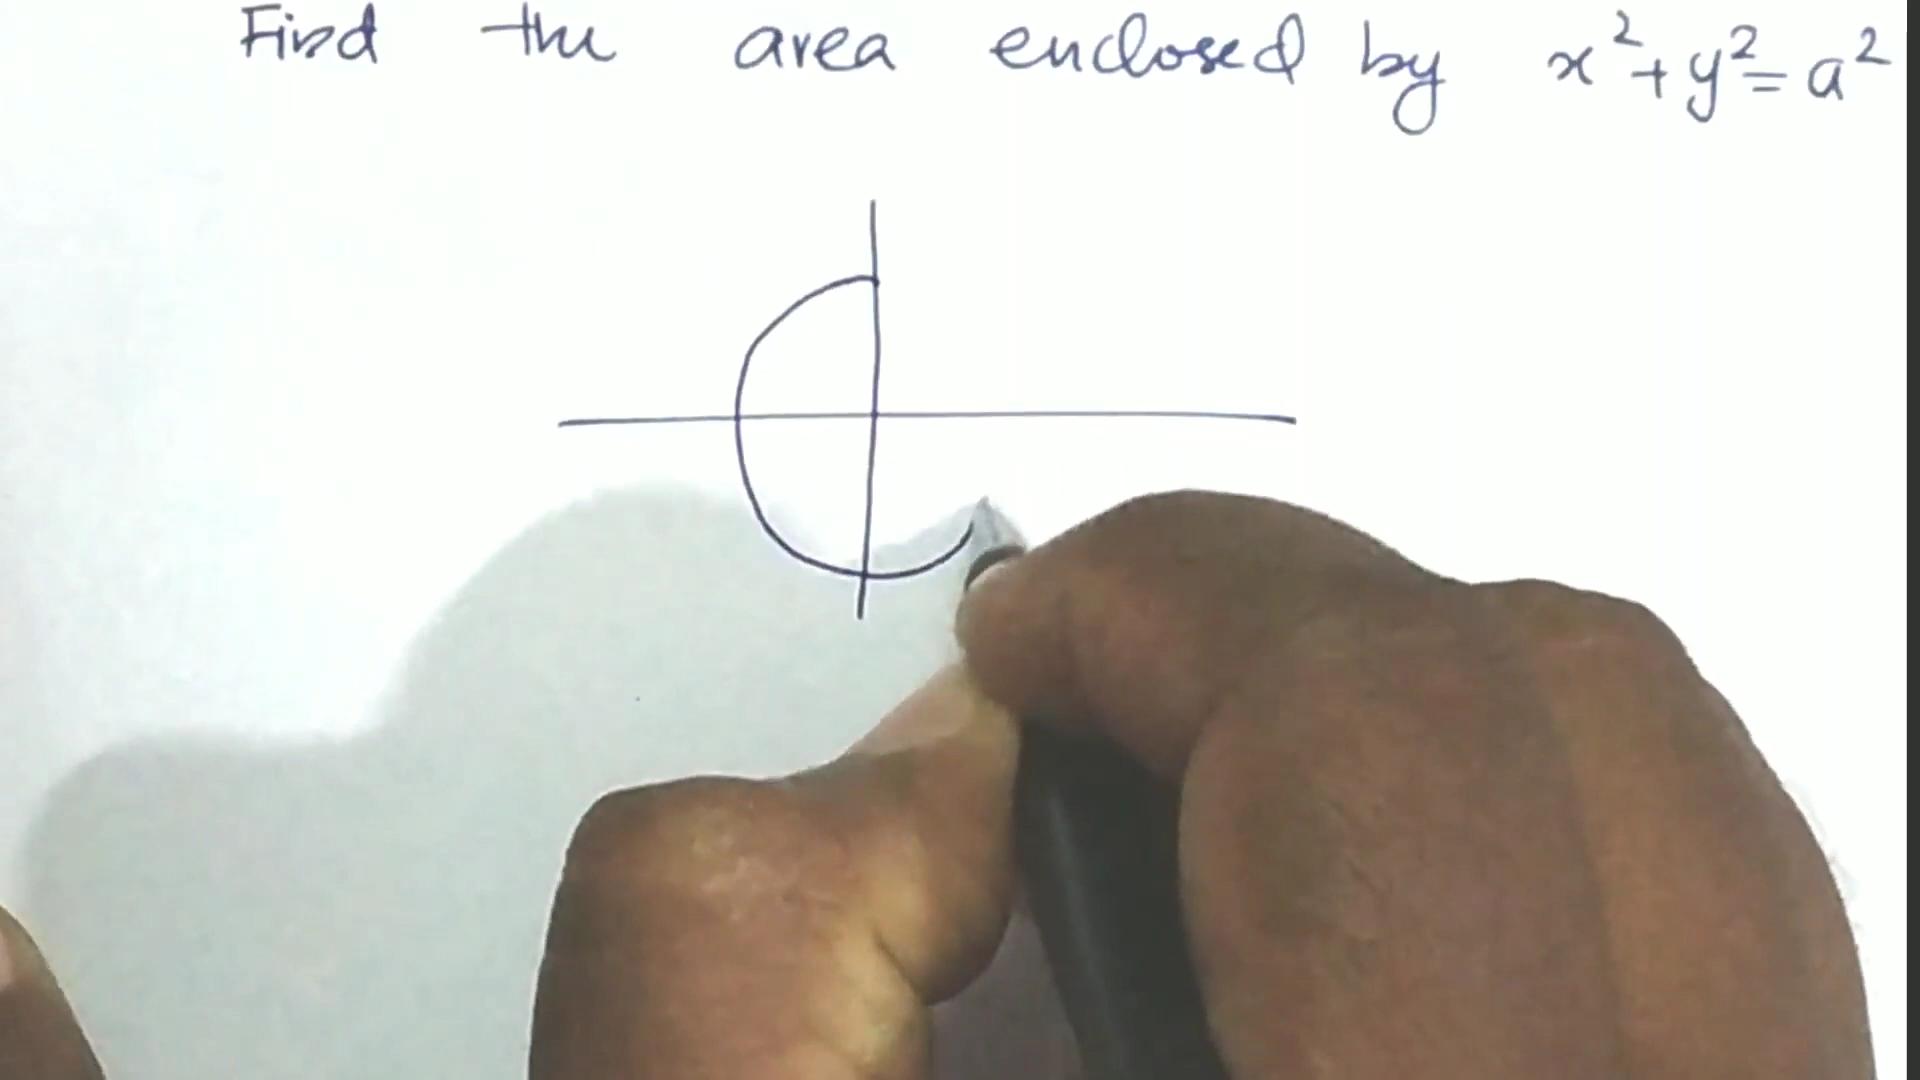 Find the area enclosed by x²+y²=a²